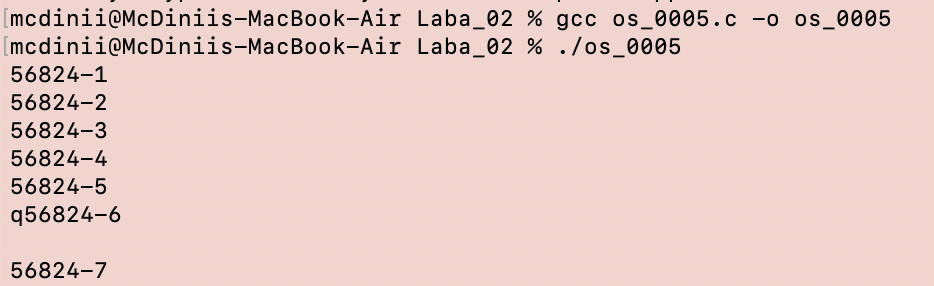 [mcdinii@McDiniis-MacBook-Air Laba_02 % gcc os_0005.c -o os_0005
[mcdinii@McDiniis-MacBook-Air Laba_02 % ./os_0005
56824-1
56824-2
56824-3
56824-4
56824-5
q56824-6
56824-7